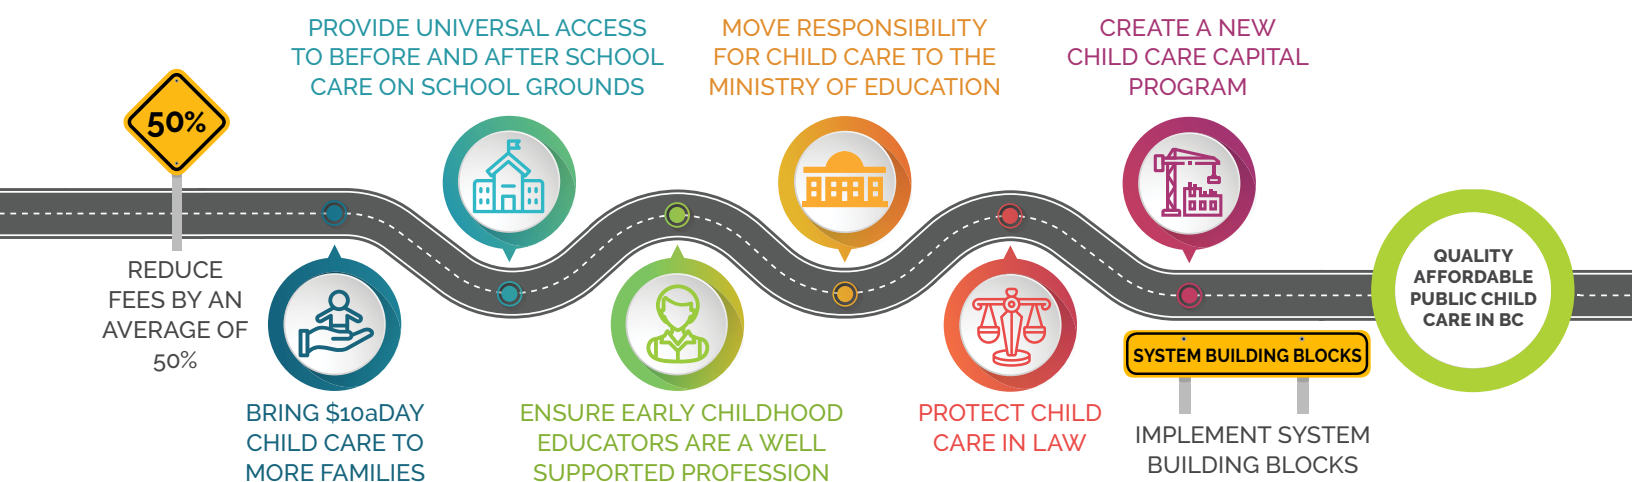 50%
REDUCE
FEES BY AN
AVERAGE OF
50%
BRING $10aDAY
CHILD CARE TO
MORE FAMILIES
PROVIDE UNIVERSAL ACCESS
TO BEFORE AND AFTER SCHOOL
CARE ON SCHOOL GROUNDS
ENSURE EARLY CHILDHOOD
EDUCATORS ARE A WELL
SUPPORTED PROFESSION
MOVE RESPONSIBILITY
FOR CHILD CARE TO THE
MINISTRY OF EDUCATION
PROTECT CHILD
CARE IN LAW
CREATE A NEW
CHILD CARE CAPITAL
PROGRAM
SYSTEM BUILDING BLOCKS
IMPLEMENT SYSTEM
BUILDING BLOCKS
QUALITY
AFFORDABLE
PUBLIC CHILD
CARE IN BC